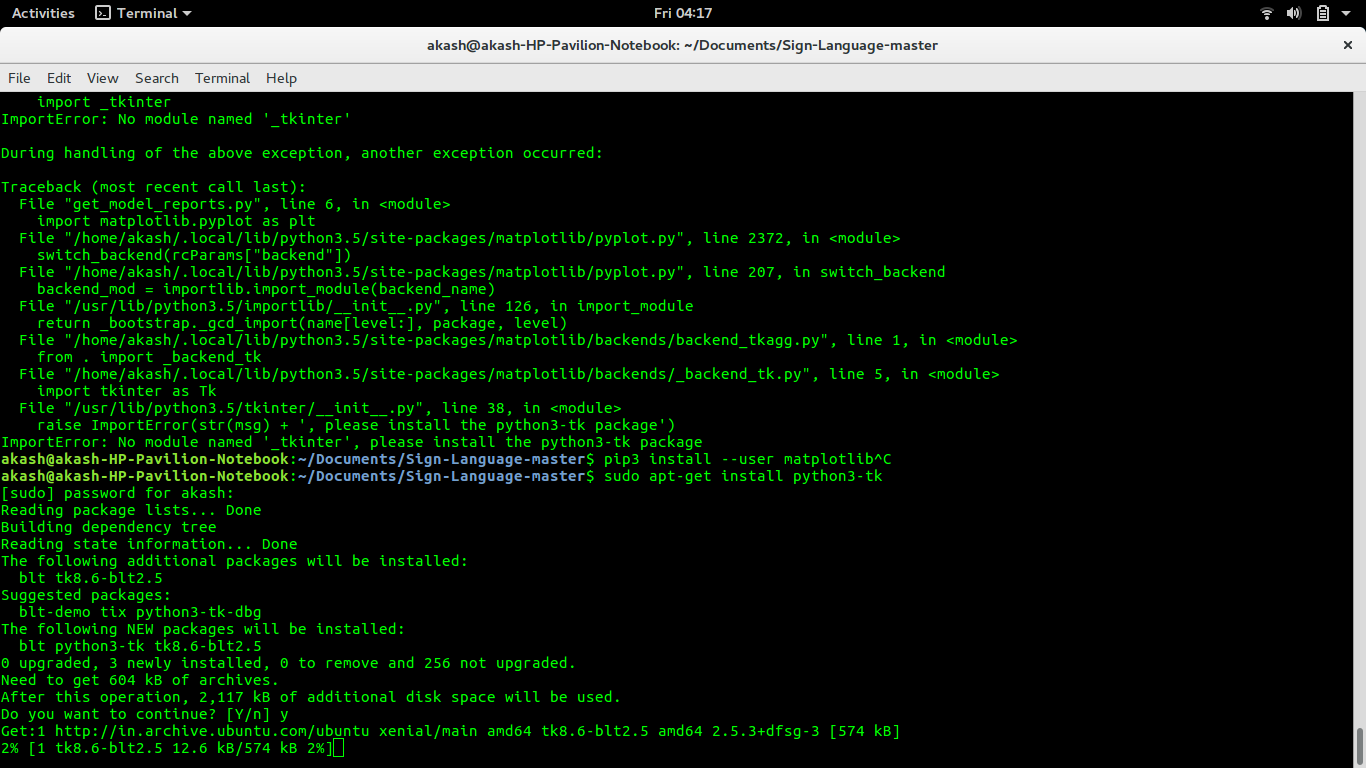 Activities Terminal Fri 04:17
akash@akash-HP-Pavilion-Notebook: ~/Documents/Sign-Language-master
File Edit View Search Terminal Help
    import _tkinter
ImportError: No module named '_tkinter'

During handling of the above exception, another exception occurred:

Traceback (most recent call last):
  File "get_model_reports.py", line 6, in <module>
    import matplotlib.pyplot as plt
  File "/home/akash/.local/lib/python3.5/site-packages/matplotlib/pyplot.py", line 2372, in <module>
    switch_backend(rcParams["backend"])
  File "/home/akash/.local/lib/python3.5/site-packages/matplotlib/pyplot.py", line 207, in switch_backend
    backend_mod = importlib.import_module(backend_name)
  File "/usr/lib/python3.5/importlib/__init__.py", line 126, in import_module
    return _bootstrap._gcd_import(name[level:], package, level)
  File "/home/akash/.local/lib/python3.5/site-packages/matplotlib/backends/backend_tkagg.py", line 1, in <module>
    from . import _backend_tk
  File "/home/akash/.local/lib/python3.5/site-packages/matplotlib/backends/_backend_tk.py", line 5, in <module>
    import tkinter as Tk
  File "/usr/lib/python3.5/tkinter/__init__.py", line 38, in <module>
    raise ImportError(str(msg) + ', please install the python3-tk package')
ImportError: No module named '_tkinter', please install the python3-tk package
akash@akash-HP-Pavilion-Notebook:~/Documents/Sign-Language-master$ pip3 install --user matplotlib^C
akash@akash-HP-Pavilion-Notebook:~/Documents/Sign-Language-master$ sudo apt-get install python3-tk
[sudo] password for akash:
Reading package lists... Done
Building dependency tree
Reading state information... Done
The following additional packages will be installed:
  blt tk8.6-blt2.5
Suggested packages:
  blt-demo tix python3-tk-dbg
The following NEW packages will be installed:
  blt python3-tk tk8.6-blt2.5
0 upgraded, 3 newly installed, 0 to remove and 256 not upgraded.
Need to get 604 kB of archives.
After this operation, 2,117 kB of additional disk space will be used.
Do you want to continue? [Y/n] y
Get:1 http://in.archive.ubuntu.com/ubuntu xenial/main amd64 tk8.6-blt2.5 amd64 2.5.3+dfsg-3 [574 kB]
2% [1 tk8.6-blt2.5 12.6 kB/574 kB 2%]